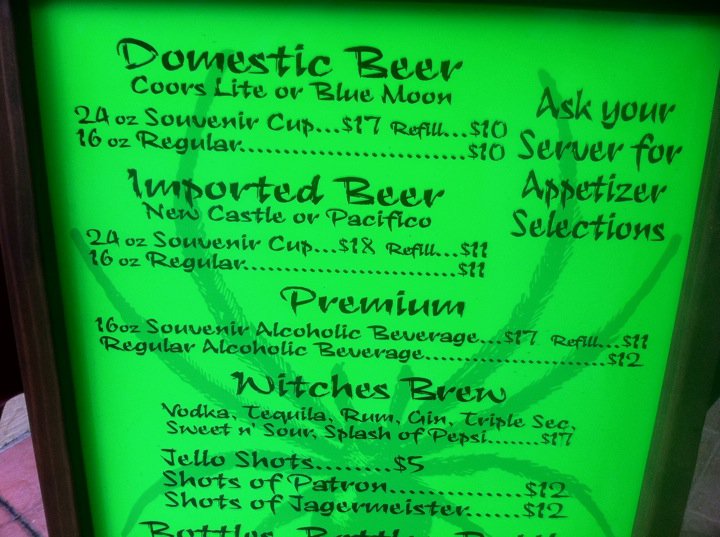 Domestic Beer
Coors Lite or Blue Moon
24 oz Souvenir Cup...$17 Refill...$10
16 oz Regular................................$10
Ask your
Server for
Appetizer
Selections
Imported Beer
New Castle or Pacifico
24 oz Souvenir Cup...$18 Refill...$11
16 oz Regular..............................$11
Premium
16oz Souvenir Alcoholic Beverage...$17 Refill...$11
Regular Alcoholic Beverage...........................$12
Witches Brew
Vodka, Tequila, Rum, Gin, Triple Sec,
Sweet n' Sour, Splash of Pepsi.......$17
Jello Shots.........$5
Shots of Patron................$12
Shots of Jagermeister.......$12
Bottles